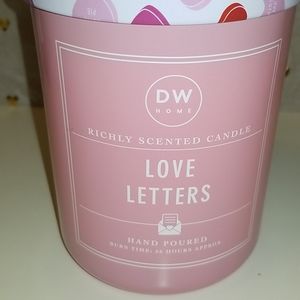 DW
HOME
RICHLY SCENTED CANDLE
LOVE
LETTERS
HAND POURED